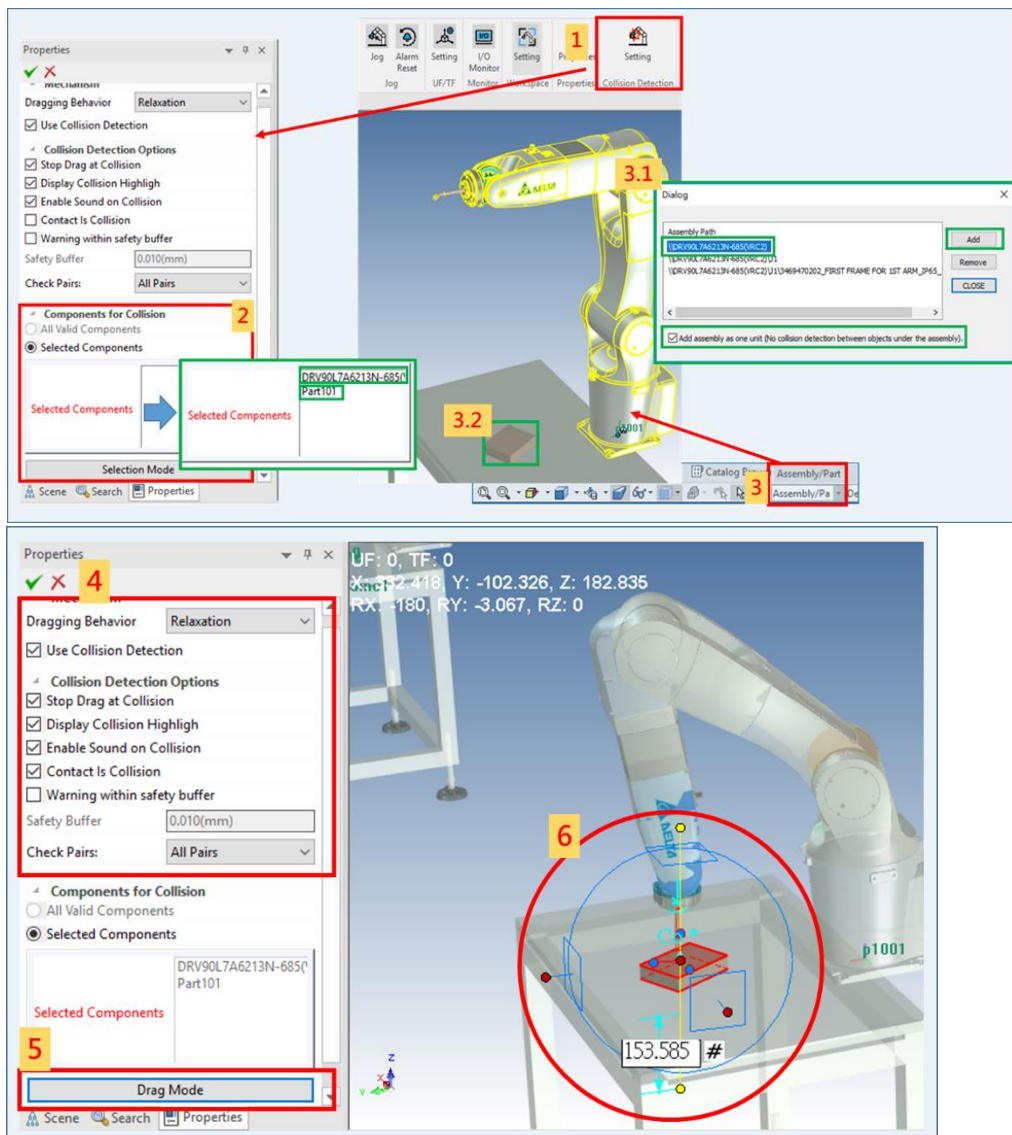 Properties
Mechanism
Dragging Behavior Relaxation
Use Collision Detection
Collision Detection Options
Stop Drag at Collision
Display Collision Highligh
Enable Sound on Collision
Contact Is Collision
Warning within safety buffer
Safety Buffer 0.010(mm)
Check Pairs: All Pairs
Components for Collision 2
All Valid Components
Selected Components
Selected Components
Selected Components
DRV90L7A6213N-685(
Part101
Selection Mode
Scene Search Properties
1
Jog Alarm Reset Setting I/O Monitor Setting Setting
Jog UF/TF Monitor Workspace Properties Collision Detection
DELTA
3.1
Dialog
Assembly Path
\\DRV90L7A6213N-685(VRC2)
\\DRV90L7A6213N-685(VRC2)\J1
\\DRV90L7A6213N-685(VRC2)\J1\3469470202_FIRST FRAME FOR 1ST ARM_IP65_
Add
Remove
CLOSE
Add assembly as one unit (No collision detection between objects under the assembly).
3.2
p1001
Catalog Assembly/Part
3 Assembly/Pa De
Properties
4
Mechanism
Dragging Behavior Relaxation
Use Collision Detection
Collision Detection Options
Stop Drag at Collision
Display Collision Highligh
Enable Sound on Collision
Contact Is Collision
Warning within safety buffer
Safety Buffer 0.010(mm)
Check Pairs: All Pairs
Components for Collision
All Valid Components
Selected Components
DRV90L7A6213N-685('
Part101
Selected Components
5
Drag Mode
Scene Search Properties
UF: 0, TF: 0
Y: -102.326, Z: 182.835
RX: -180, RY: -3.067, RZ: 0
DELTA
6
p1001
153.585 #
Z
X
Y